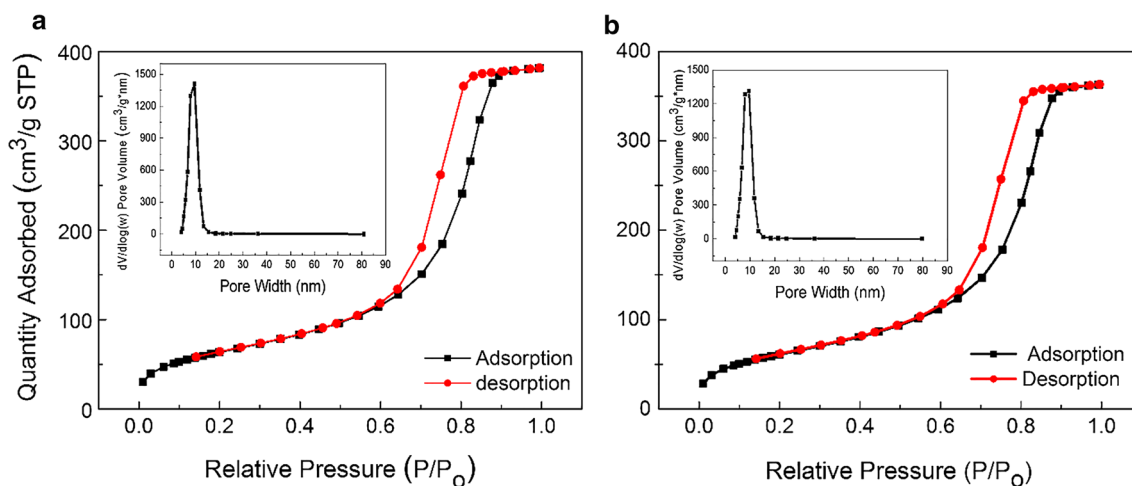 a
Quantity Adsorbed (cm³/g STP)
400
300
200
100
0
0.0 0.2 0.4 0.6 0.8 1.0
Relative Pressure (P/Po)
Adsorption
desorption
dV/dlog(w) Pore Volume (cm³/g*nm)
1500
1200
900
600
300
0
0 10 20 30 40 50 60 70 80 90
Pore Width (nm)
b
400
300
200
100
0
0.0 0.2 0.4 0.6 0.8 1.0
Relative Pressure (P/Po)
Adsorption
Desorption
dV/dlog(w) Pore Volume (cm³/g*nm)
1500
1200
900
600
300
0
0 10 20 30 40 50 60 70 80 90
Pore Width (nm)